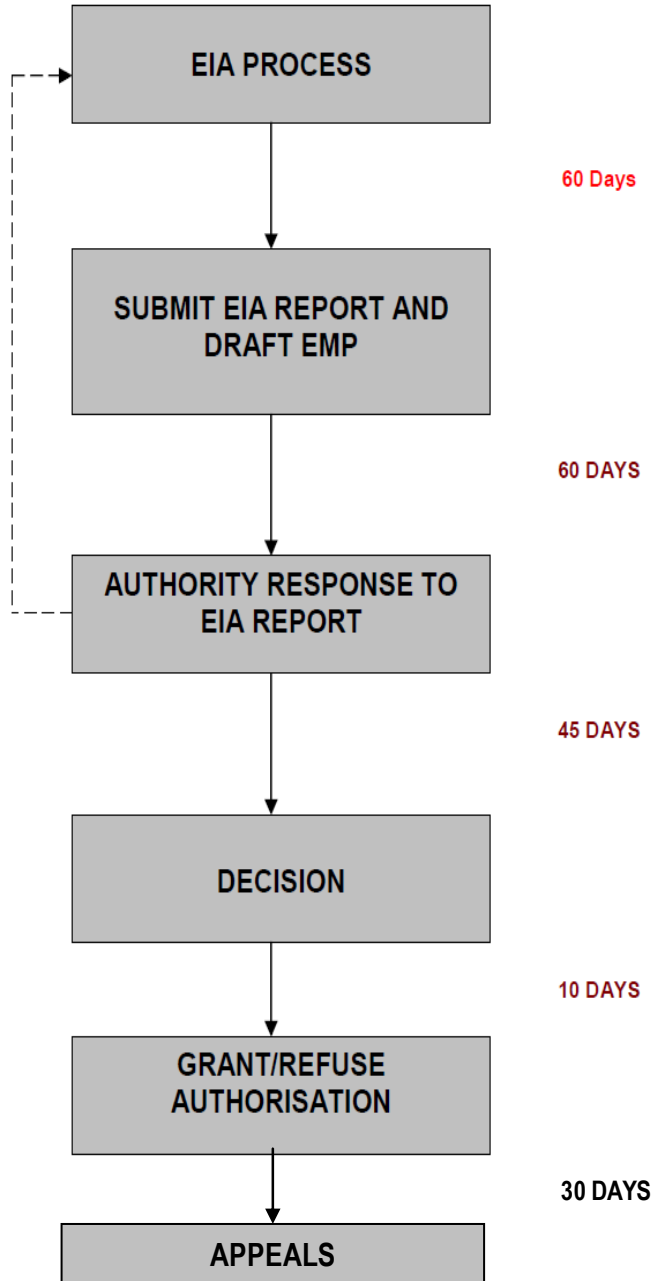 EIA PROCESS
60 Days
SUBMIT EIA REPORT AND
DRAFT EMP
60 DAYS
AUTHORITY RESPONSE TO
EIA REPORT
45 DAYS
DECISION
10 DAYS
GRANT/REFUSE
AUTHORISATION
30 DAYS
APPEALS